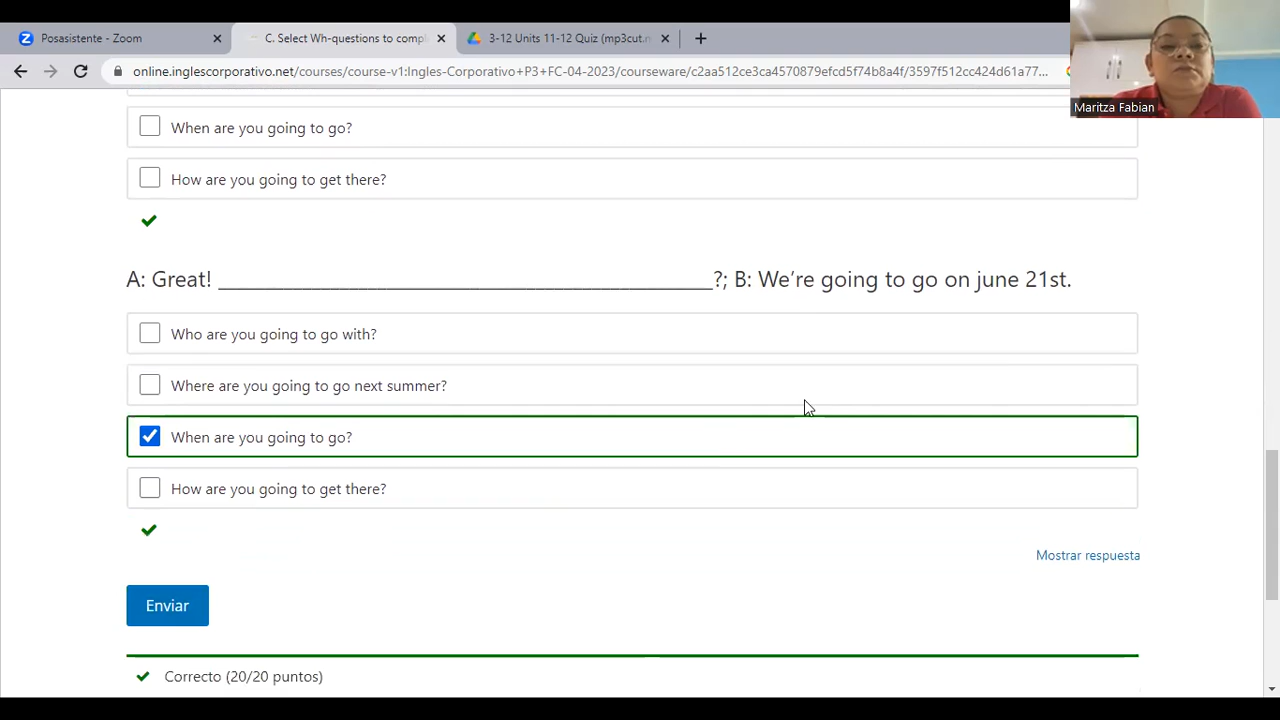 Posasistente - Zoom
C. Select Wh-questions to compl
3-12 Units 11-12 Quiz (mp3cut.n
online.inglescorporativo.net/courses/course-v1:Ingles-Corporativo+P3+FC-04-2023/courseware/c2aa512ce3ca4570879efcd5f74b8a4f/3597f512cc424d61a77...
Maritza Fabian
When are you going to go?
How are you going to get there?
A: Great! _______________________________________________?; B: We’re going to go on june 21st.
Who are you going to go with?
Where are you going to go next summer?
When are you going to go?
How are you going to get there?
Mostrar respuesta
Enviar
Correcto (20/20 puntos)